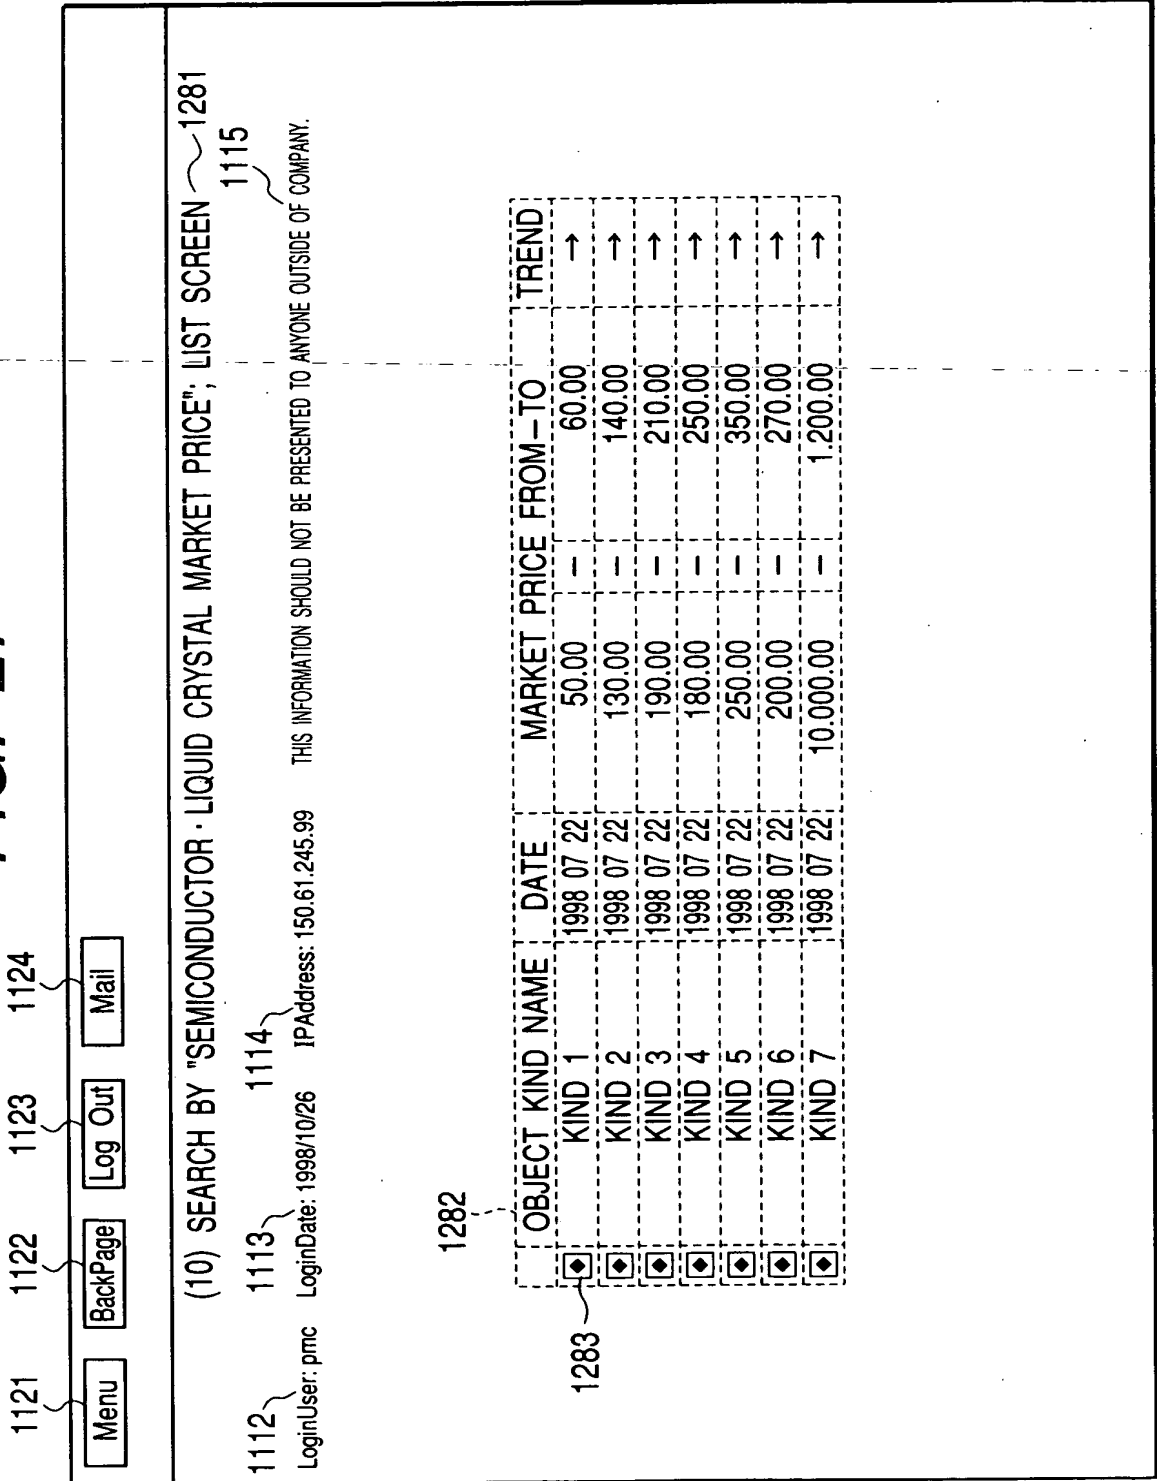 1121 1122 1123 1124
Menu BackPage Log Out Mail
(10) SEARCH BY "SEMICONDUCTOR · LIQUID CRYSTAL MARKET PRICE"; LIST SCREEN 1281
1112 1113 1114 1115
LoginUser: pmc LoginDate: 1998/10/26 IPAddress: 150.61.245.99 THIS INFORMATION SHOULD NOT BE PRESENTED TO ANYONE OUTSIDE OF COMPANY.
1282
OBJECT KIND NAME DATE MARKET PRICE FROM–TO TREND
KIND 1 1998 07 22 50.00 – 60.00 →
KIND 2 1998 07 22 130.00 – 140.00 →
KIND 3 1998 07 22 190.00 – 210.00 →
KIND 4 1998 07 22 180.00 – 250.00 →
KIND 5 1998 07 22 250.00 – 350.00 →
KIND 6 1998 07 22 200.00 – 270.00 →
KIND 7 1998 07 22 10.000.00 – 1.200.00 →
1283